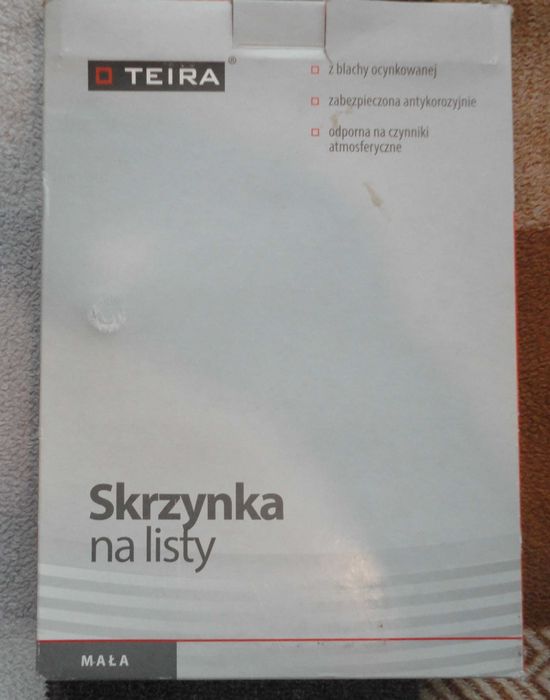 TEIRA®
z blachy ocynkowanej
zabezpieczona antykorozyjnie
odporna na czynniki
atmosferyczne
Skrzynka
na listy
MAŁA